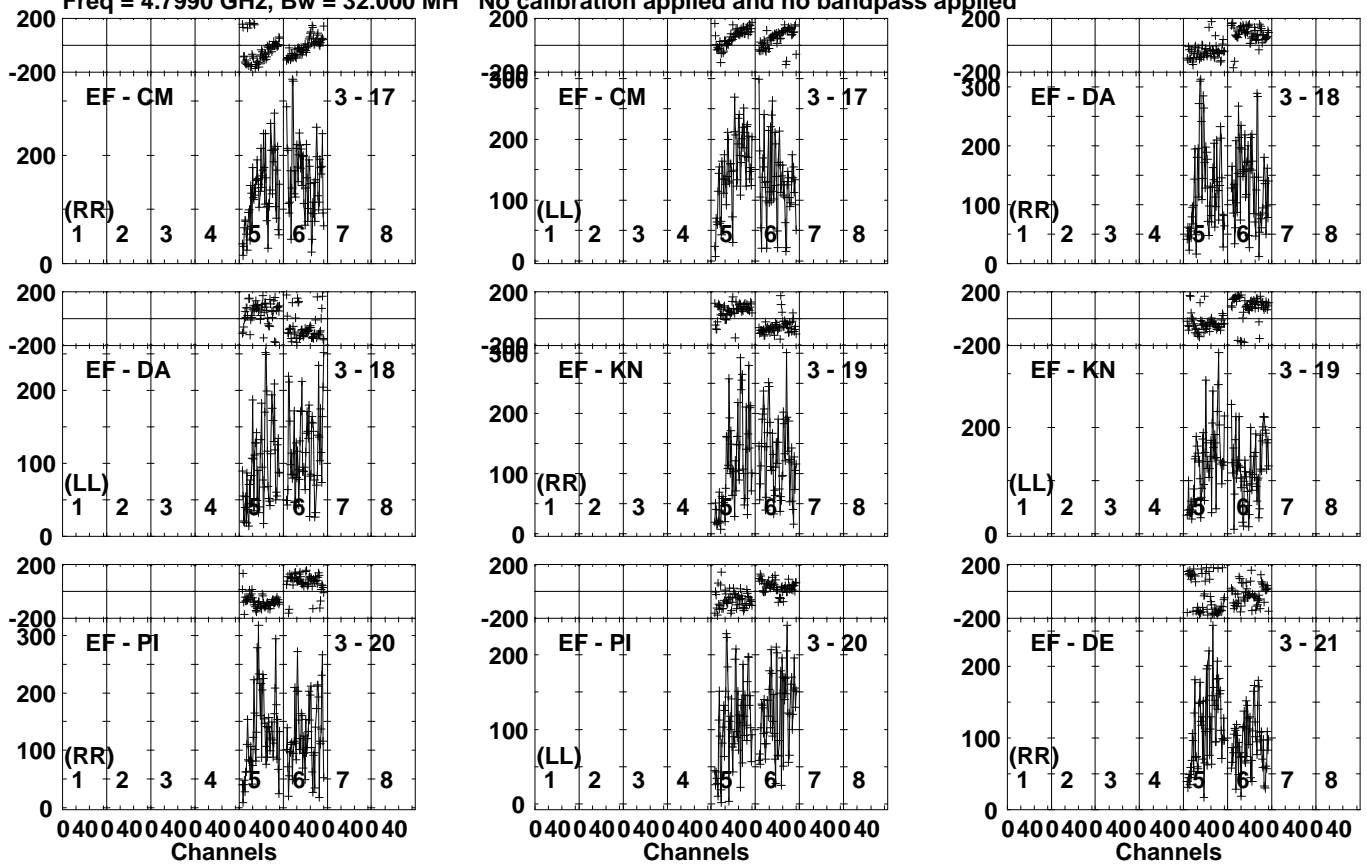 Freq = 4.7990 GHz, Bw = 32.000 MH No calibration applied and no bandpass applied
200 200 200
-200 -200 -200
300 300
EF - CM 3 - 17 EF - CM 3 - 17 EF - DA 3 - 18
200 200 200
100 100
(RR) (LL) (RR)
1 2 3 4 5 6 7 8 1 2 3 4 5 6 7 8 1 2 3 4 5 6 7 8
0 0 0
200 200 200
-200 -200 -200
300
EF - DA 3 - 18 EF - KN 3 - 19 EF - KN 3 - 19
200 200 200
100 100
(LL) (RR) (LL)
1 2 3 4 5 6 7 8 1 2 3 4 5 6 7 8 1 2 3 4 5 6 7 8
0 0 0
200 200 200
-200 -200 -200
300
EF - PI 3 - 20 EF - PI 3 - 20 EF - DE 3 - 21
200 200 200
100 100 100
(RR) (LL) (RR)
1 2 3 4 5 6 7 8 1 2 3 4 5 6 7 8 1 2 3 4 5 6 7 8
0 0 0
0 40 0 40 0 40 0 40 0 40 0 40 0 40 0 40 0 40 0 40 0 40 0 40 0 40 0 40 0 40 0 40 0 40 0 40 0 40 0 40 0 40 0 40 0 40 0 40
Channels Channels Channels